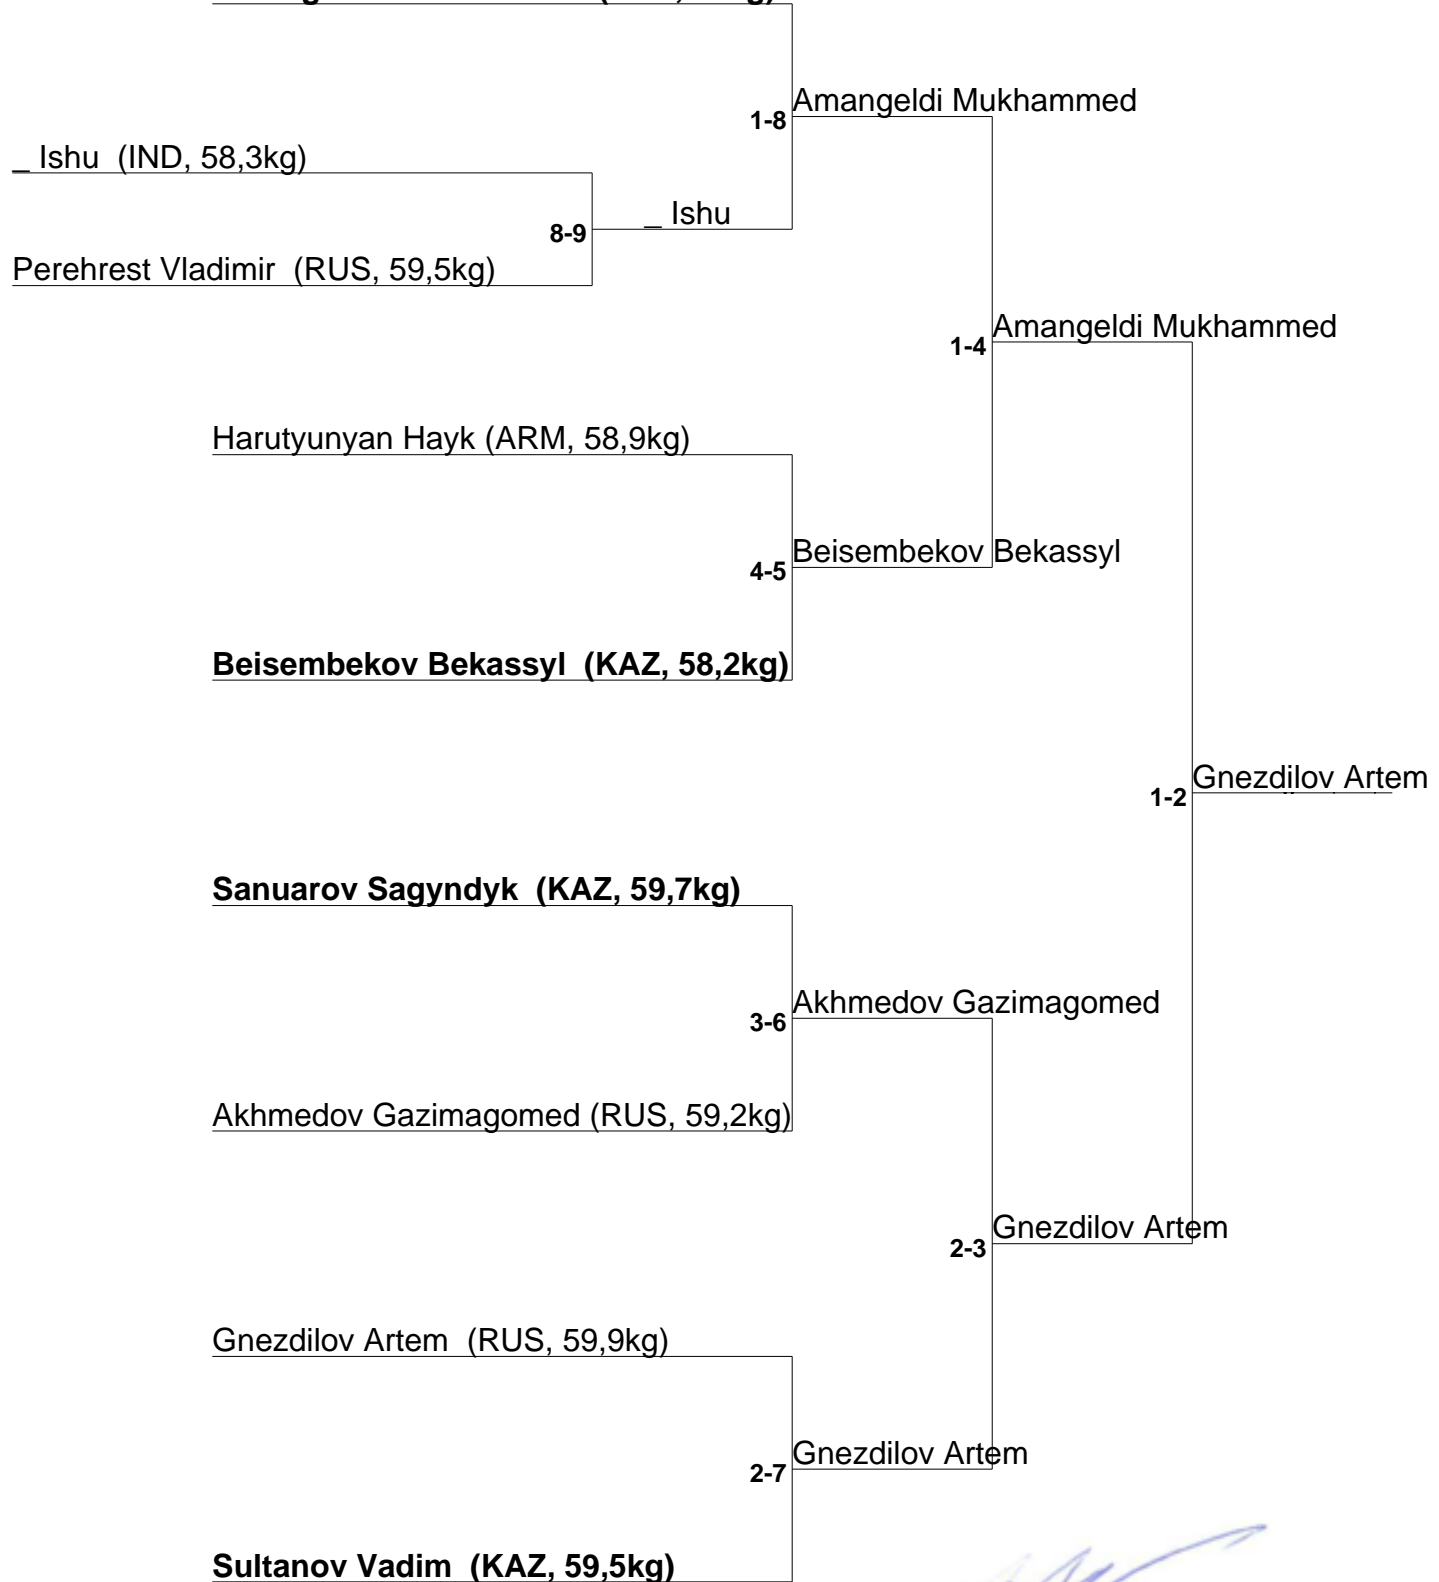 Amangeldi Mukhammed
1-8
_ Ishu (IND, 58,3kg)
_ Ishu
8-9
Perehrest Vladimir (RUS, 59,5kg)
Amangeldi Mukhammed
1-4
Harutyunyan Hayk (ARM, 58,9kg)
Beisembekov Bekassyl
4-5
Beisembekov Bekassyl (KAZ, 58,2kg)
Gnezdilov Artem
1-2
Sanuarov Sagyndyk (KAZ, 59,7kg)
Akhmedov Gazimagomed
3-6
Akhmedov Gazimagomed (RUS, 59,2kg)
Gnezdilov Artem
2-3
Gnezdilov Artem (RUS, 59,9kg)
Gnezdilov Artem
2-7
Sultanov Vadim (KAZ, 59,5kg)